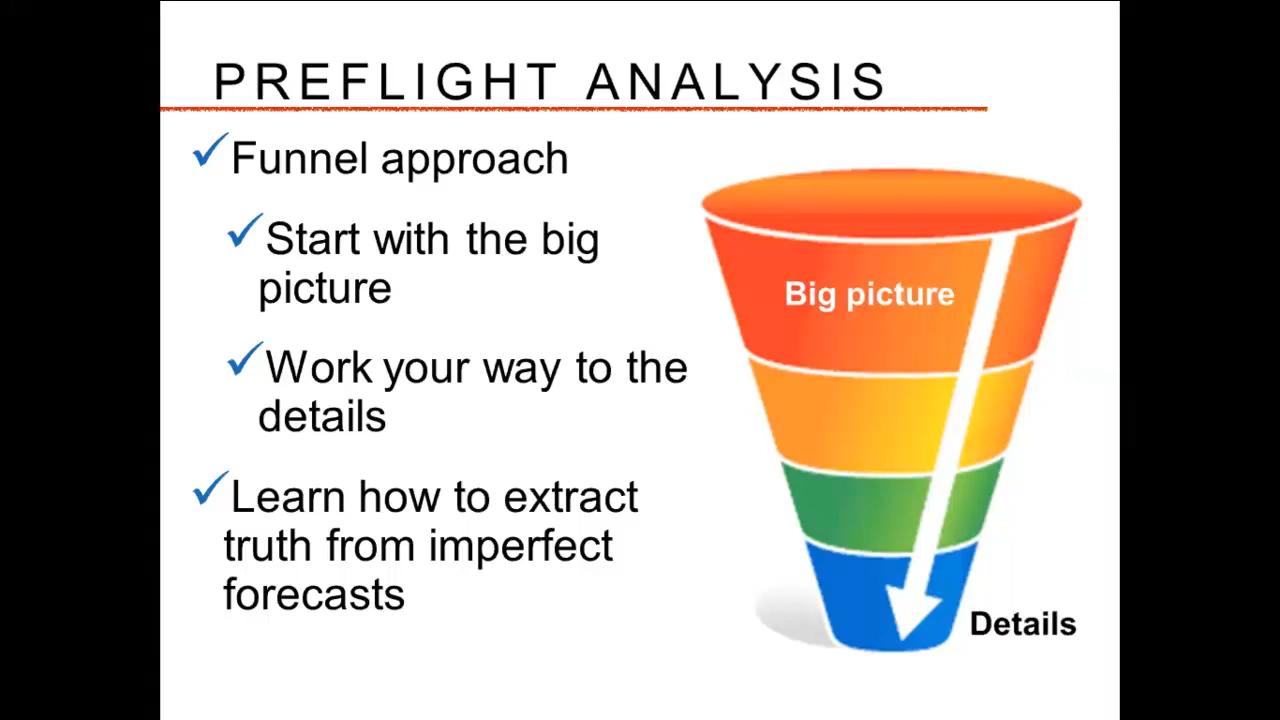 PREFLIGHT ANALYSIS
Funnel approach
Start with the big
picture
Work your way to the
details
Learn how to extract
truth from imperfect
forecasts
Big picture
Details